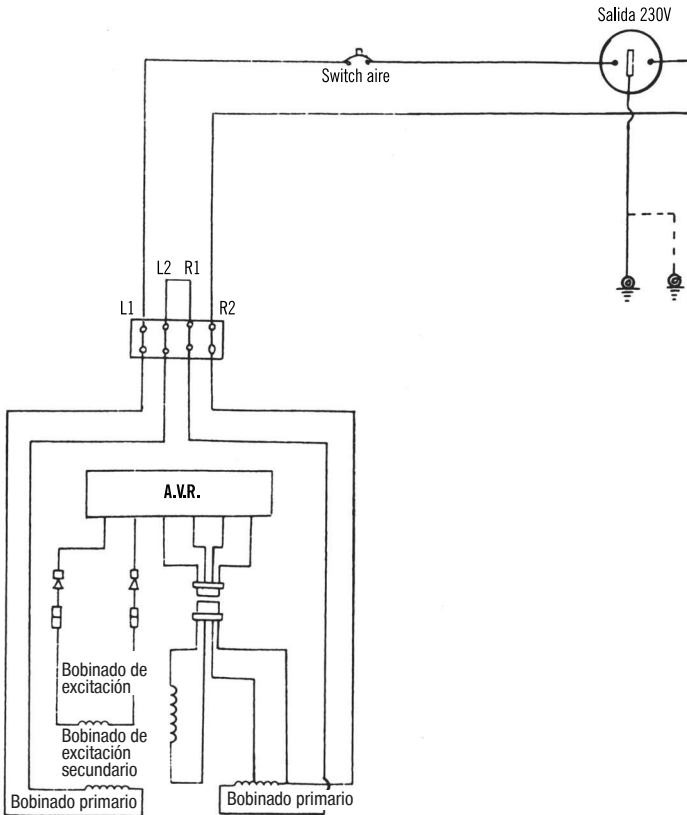 Salida 230V
Switch aire
L2 R1
L1
R2
A.V.R.
Bobinado de
excitación
Bobinado de
excitación
secundario
Bobinado primario
Bobinado primario